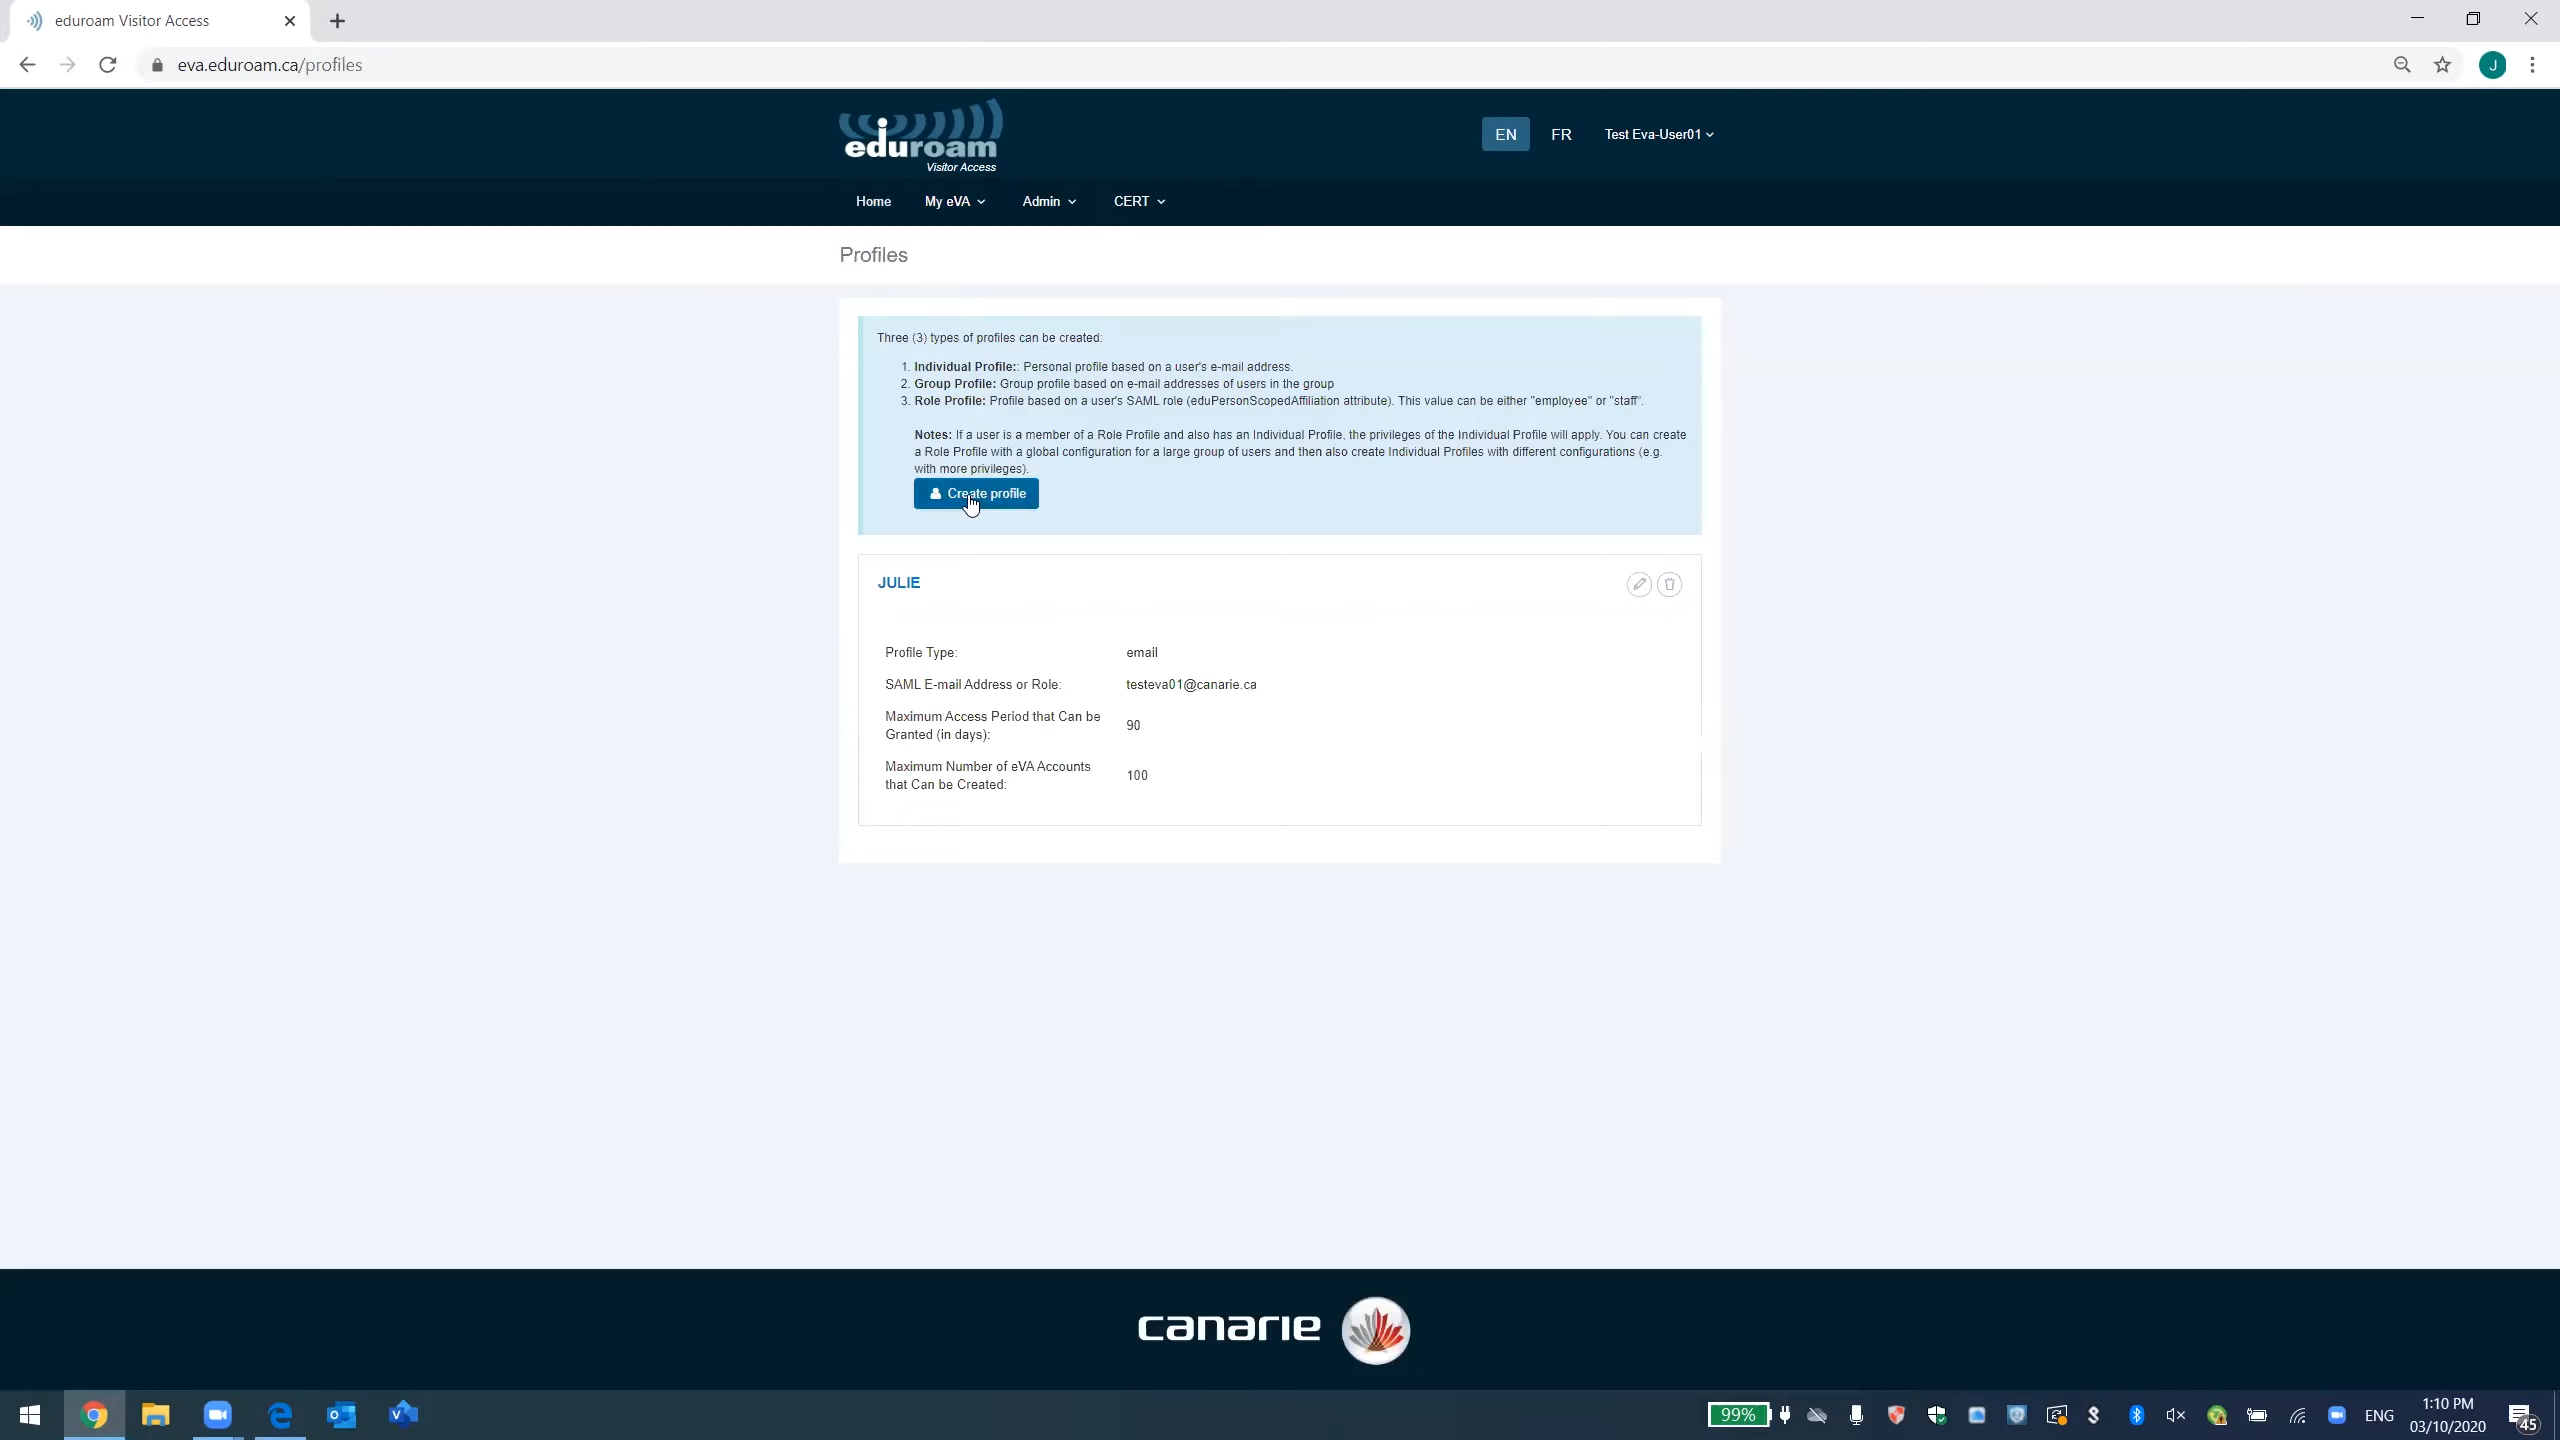 eduroam Visitor Access
eva.eduroam.ca/profiles
J
eduroam
Visitor Access
EN FR Test Eva-User01
Home My eVA Admin CERT
Profiles
Three (3) types of profiles can be created:
1. Individual Profile:: Personal profile based on a user's e-mail address.
2. Group Profile: Group profile based on e-mail addresses of users in the group
3. Role Profile: Profile based on a user's SAML role (eduPersonScopedAffiliation attribute). This value can be either "employee" or "staff".
Notes: If a user is a member of a Role Profile and also has an Individual Profile, the privileges of the Individual Profile will apply. You can create
a Role Profile with a global configuration for a large group of users and then also create Individual Profiles with different configurations (e.g.
with more privileges).
Create profile
JULIE
Profile Type: email
SAML E-mail Address or Role: testeva01@canarie.ca
Maximum Access Period that Can be
Granted (in days): 90
Maximum Number of eVA Accounts
that Can be Created: 100
canarie
99% ENG 1:10 PM
03/10/2020
45